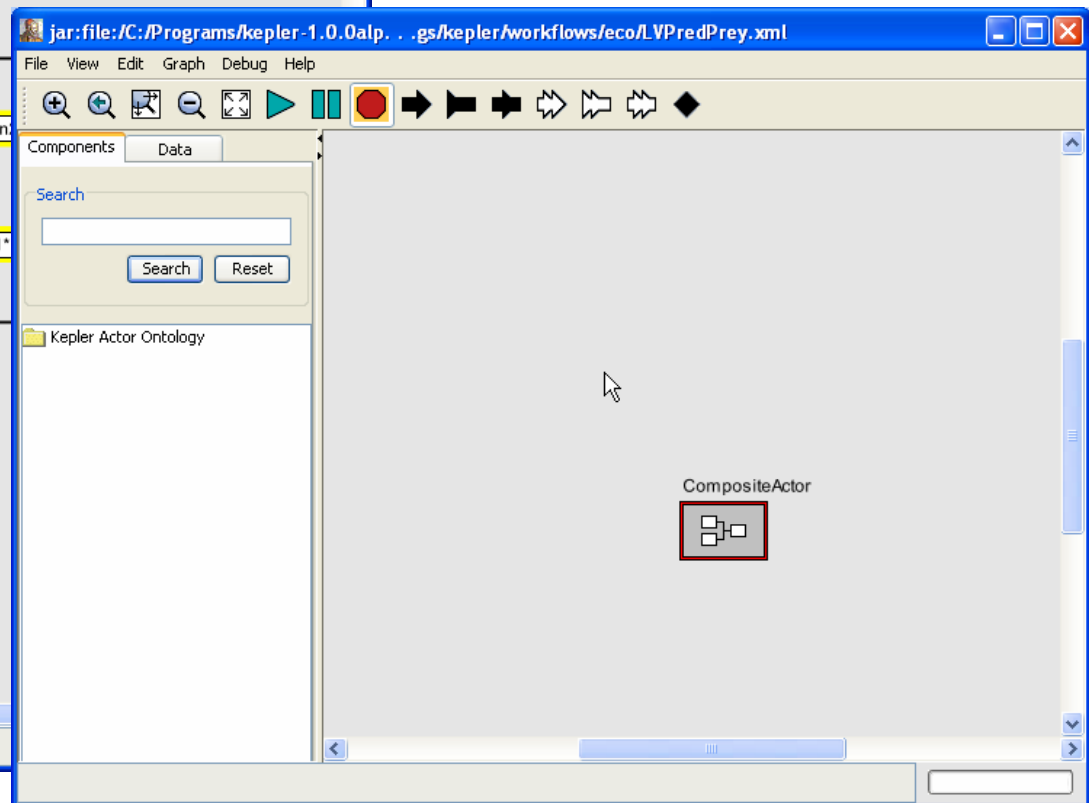 jar:file:/C:/Programs/kepler-1.0.0alp. . .gs/kepler/workflows/eco/LVPredPrey.xml
File View Edit Graph Debug Help
Components Data
Search
Search Reset
Kepler Actor Ontology
CompositeActor